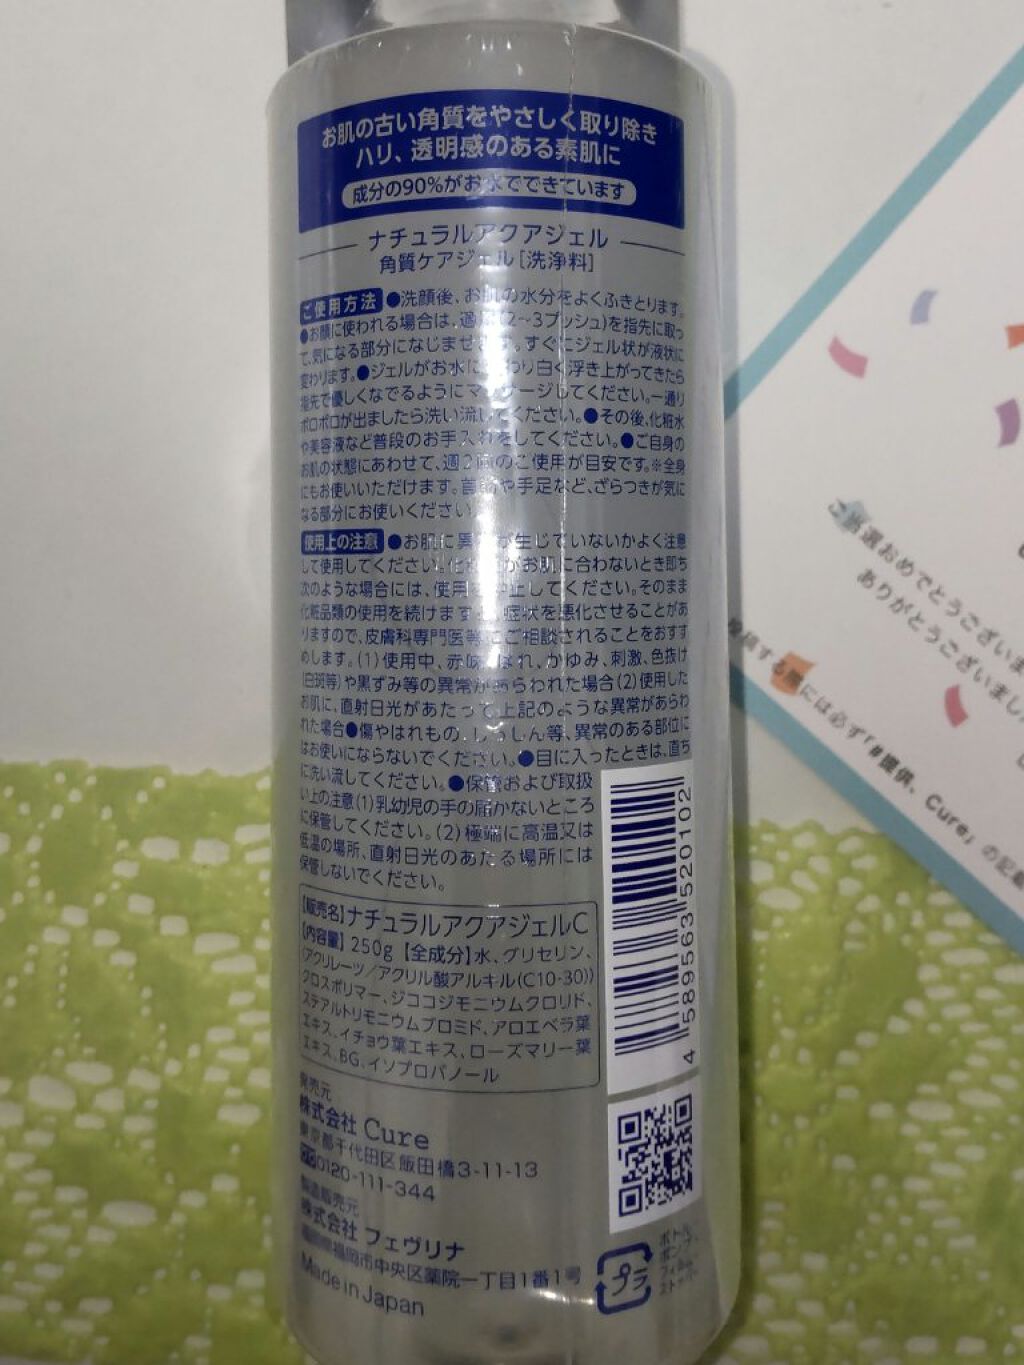 お肌の古い角質をやさしく取り除き
ハリ、透明感のある素肌に
成分の90%がお水でできています
ナチュラルアクアジェル
角質ケアジェル[洗浄料]
ご使用方法 ●洗顔後、お肌の水分をよくふきとります。
●お顔に使われる場合は、適量(2〜3プッシュ)を指先に取っ
て、気になる部分になじませます。すぐにジェル状が液状に
変わります。●ジェルがお水に変わり白く浮き上がってきたら
指先で優しくなでるようにマッサージしてください。一通り
ポロポロが出ましたら洗い流してください。●その後、化粧水
や美容液など普段のお手入れをしてください。●ご自身の
お肌の状態にあわせて、週2回のご使用が目安です。※全身
にもお使いいただけます。首筋や手足など、ざらつきが気に
なる部分にお使いください。
使用上の注意 ●お肌に異常が生じていないかよく注意
して使用してください。化粧品がお肌に合わないとき即ち
次のような場合には、使用を中止してください。そのまま
化粧品類の使用を続けますと、症状を悪化させることがあ
りますので、皮膚科専門医等にご相談されることをおすす
めします。(1)使用中、赤味、はれ、かゆみ、刺激、色抜け
(白斑等)や黒ずみ等の異常があらわれた場合(2)使用した
お肌に、直射日光があたって上記のような異常があらわ
れた場合●傷やはれもの、しっしん等、異常のある部位に
はお使いにならないでください。●目に入ったときは、直ち
に洗い流してください。●保管および取扱
い上の注意(1)乳幼児の手の届かないところ
に保管してください。(2)極端に高温又は
低温の場所、直射日光のあたる場所には
保管しないでください。
【販売名】ナチュラルアクアジェルC
【内容量】250g【全成分】水、グリセリン、
(アクリレーツ/アクリル酸アルキル(C10-30))
クロスポリマー、ジココジモニウムクロリド、
ステアルトリモニウムブロミド、アロエベラ葉
エキス、イチョウ葉エキス、ローズマリー葉
エキス、BG、イソプロパノール
発売元
株式会社 Cure
東京都千代田区飯田橋3-11-13
0120-111-344
製造販売元
株式会社 フェヴリナ
福岡県福岡市中央区薬院一丁目1番1号
Made in Japan
4 589563 520102
プラ
ボトル、
ポンプ、
フィルム
ストッパー
ご当選おめでとうございま
ありがとうございまし
投稿する際には必ず「#提供、Cure」の記載